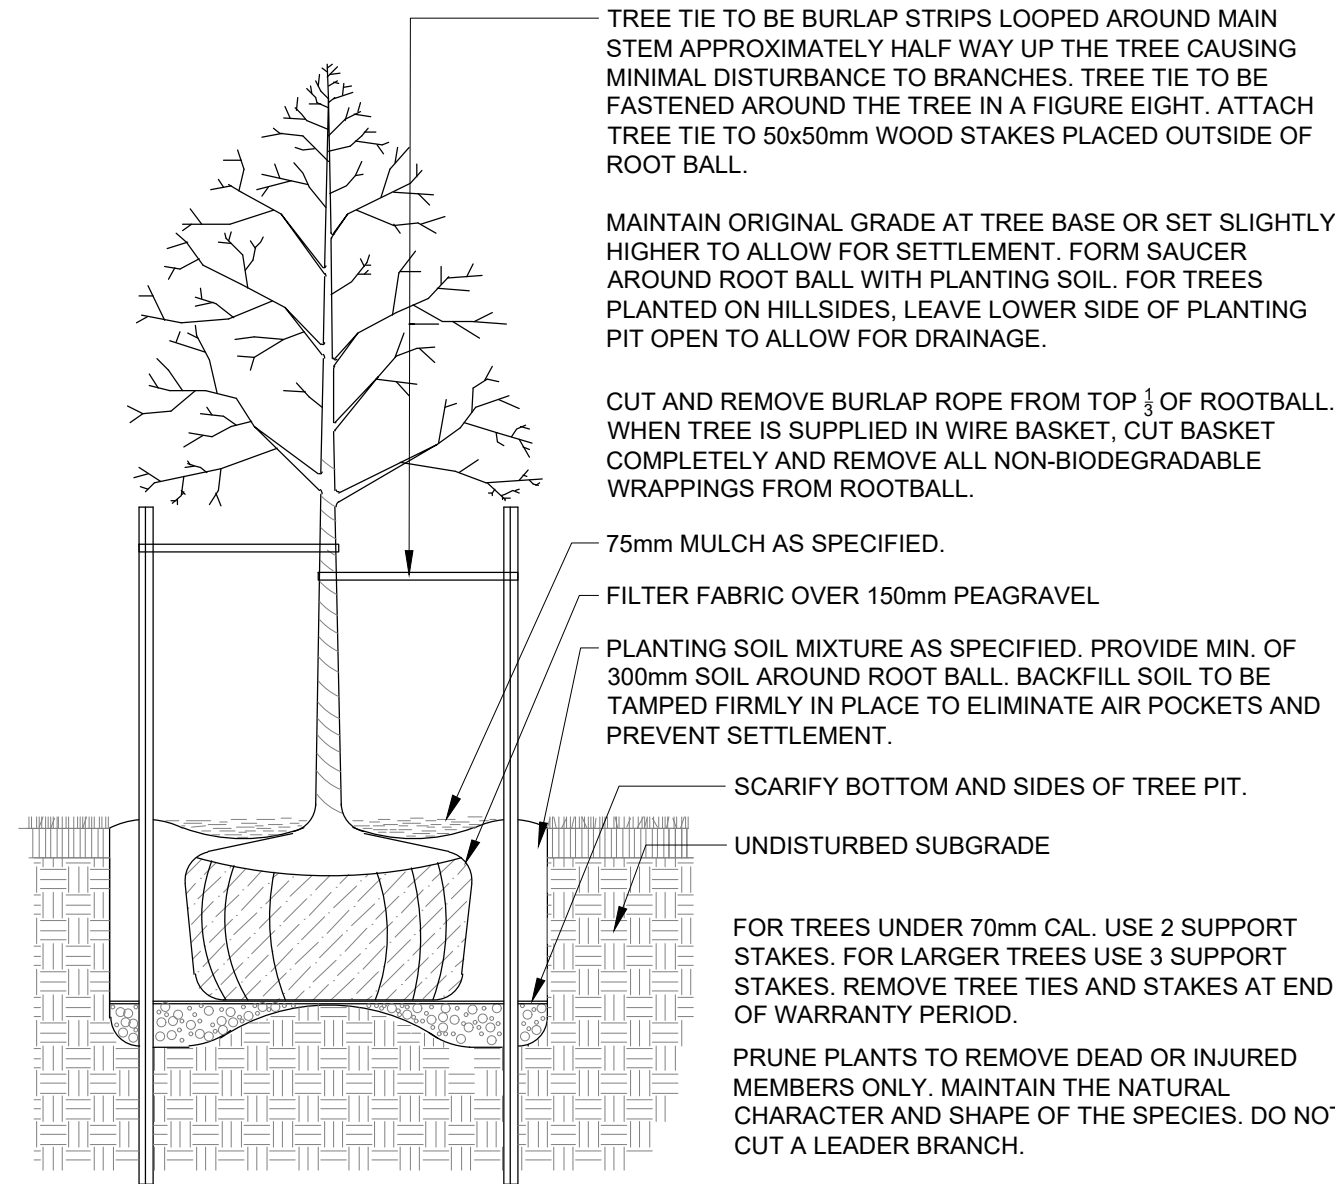 TREE TIE TO BE BURLAP STRIPS LOOPED AROUND MAIN
STEM APPROXIMATELY HALF WAY UP THE TREE CAUSING
MINIMAL DISTURBANCE TO BRANCHES. TREE TIE TO BE
FASTENED AROUND THE TREE IN A FIGURE EIGHT. ATTACH
TREE TIE TO 50x50mm WOOD STAKES PLACED OUTSIDE OF
ROOT BALL.
MAINTAIN ORIGINAL GRADE AT TREE BASE OR SET SLIGHTLY
HIGHER TO ALLOW FOR SETTLEMENT. FORM SAUCER
AROUND ROOT BALL WITH PLANTING SOIL. FOR TREES
PLANTED ON HILLSIDES, LEAVE LOWER SIDE OF PLANTING
PIT OPEN TO ALLOW FOR DRAINAGE.
CUT AND REMOVE BURLAP ROPE FROM TOP 1/3 OF ROOTBALL.
WHEN TREE IS SUPPLIED IN WIRE BASKET, CUT BASKET
COMPLETELY AND REMOVE ALL NON-BIODEGRADABLE
WRAPPINGS FROM ROOTBALL.
75mm MULCH AS SPECIFIED.
FILTER FABRIC OVER 150mm PEAGRAVEL
PLANTING SOIL MIXTURE AS SPECIFIED. PROVIDE MIN. OF
300mm SOIL AROUND ROOT BALL. BACKFILL SOIL TO BE
TAMPED FIRMLY IN PLACE TO ELIMINATE AIR POCKETS AND
PREVENT SETTLEMENT.
SCARIFY BOTTOM AND SIDES OF TREE PIT.
UNDISTURBED SUBGRADE
FOR TREES UNDER 70mm CAL. USE 2 SUPPORT
STAKES. FOR LARGER TREES USE 3 SUPPORT
STAKES. REMOVE TREE TIES AND STAKES AT END
OF WARRANTY PERIOD.
PRUNE PLANTS TO REMOVE DEAD OR INJURED
MEMBERS ONLY. MAINTAIN THE NATURAL
CHARACTER AND SHAPE OF THE SPECIES. DO NOT
CUT A LEADER BRANCH.